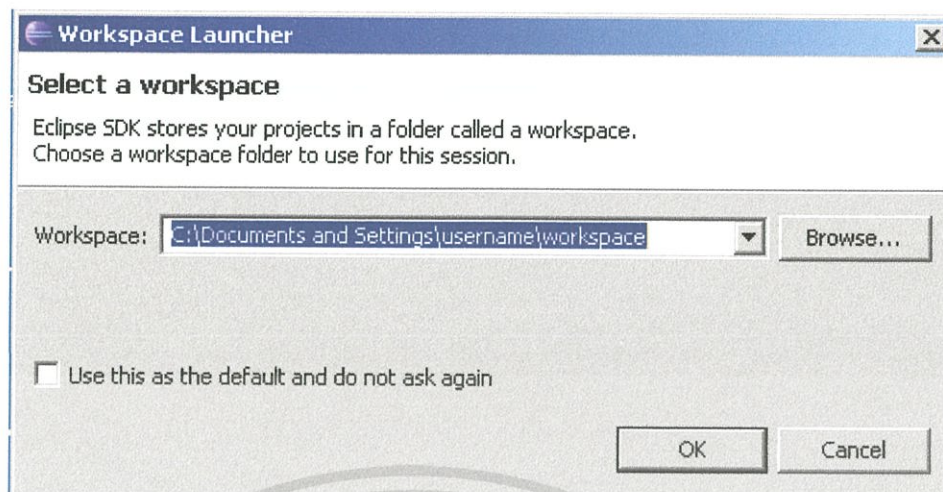 Workspace Launcher
Select a workspace
Eclipse SDK stores your projects in a folder called a workspace.
Choose a workspace folder to use for this session.
Workspace: C:\Documents and Settings\username\workspace Browse...
Use this as the default and do not ask again
OK Cancel